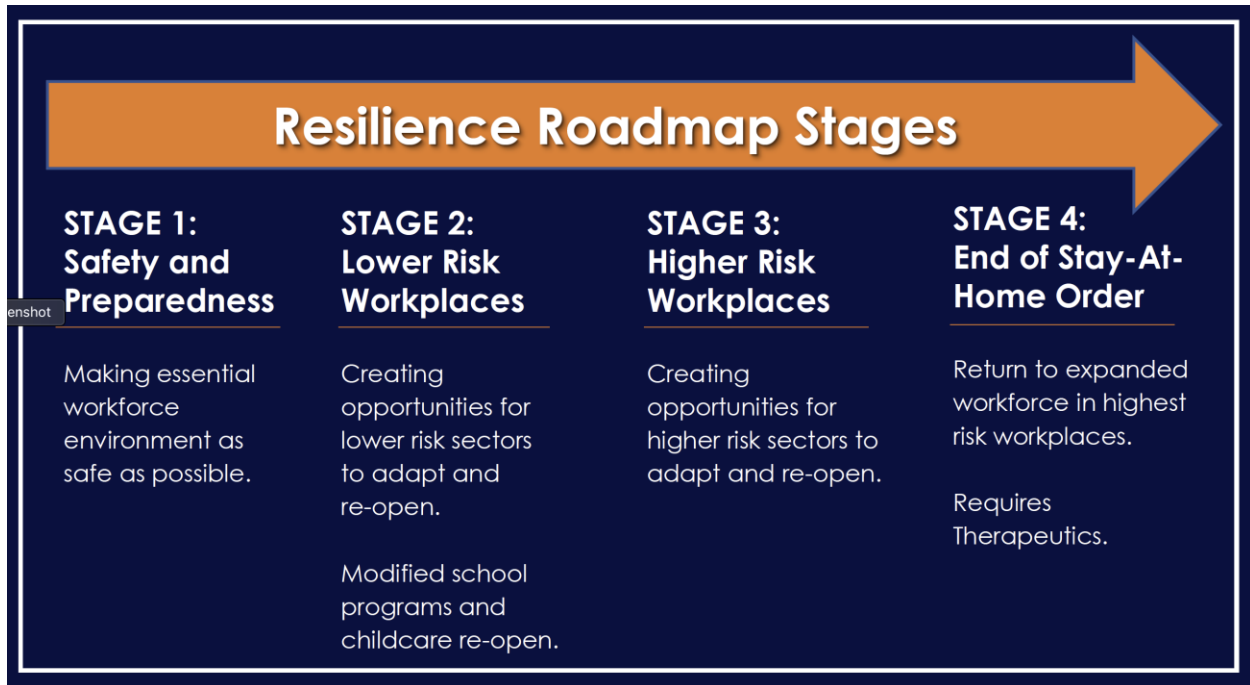 Resilience Roadmap Stages
STAGE 1:
Safety and
Preparedness
enshot
Making essential
workforce
environment as
safe as possible.
STAGE 2:
Lower Risk
Workplaces
Creating
opportunities for
lower risk sectors
to adapt and
re-open.
Modified school
programs and
childcare re-open.
STAGE 3:
Higher Risk
Workplaces
Creating
opportunities for
higher risk sectors to
adapt and re-open.
STAGE 4:
End of Stay-At-
Home Order
Return to expanded
workforce in highest
risk workplaces.
Requires
Therapeutics.